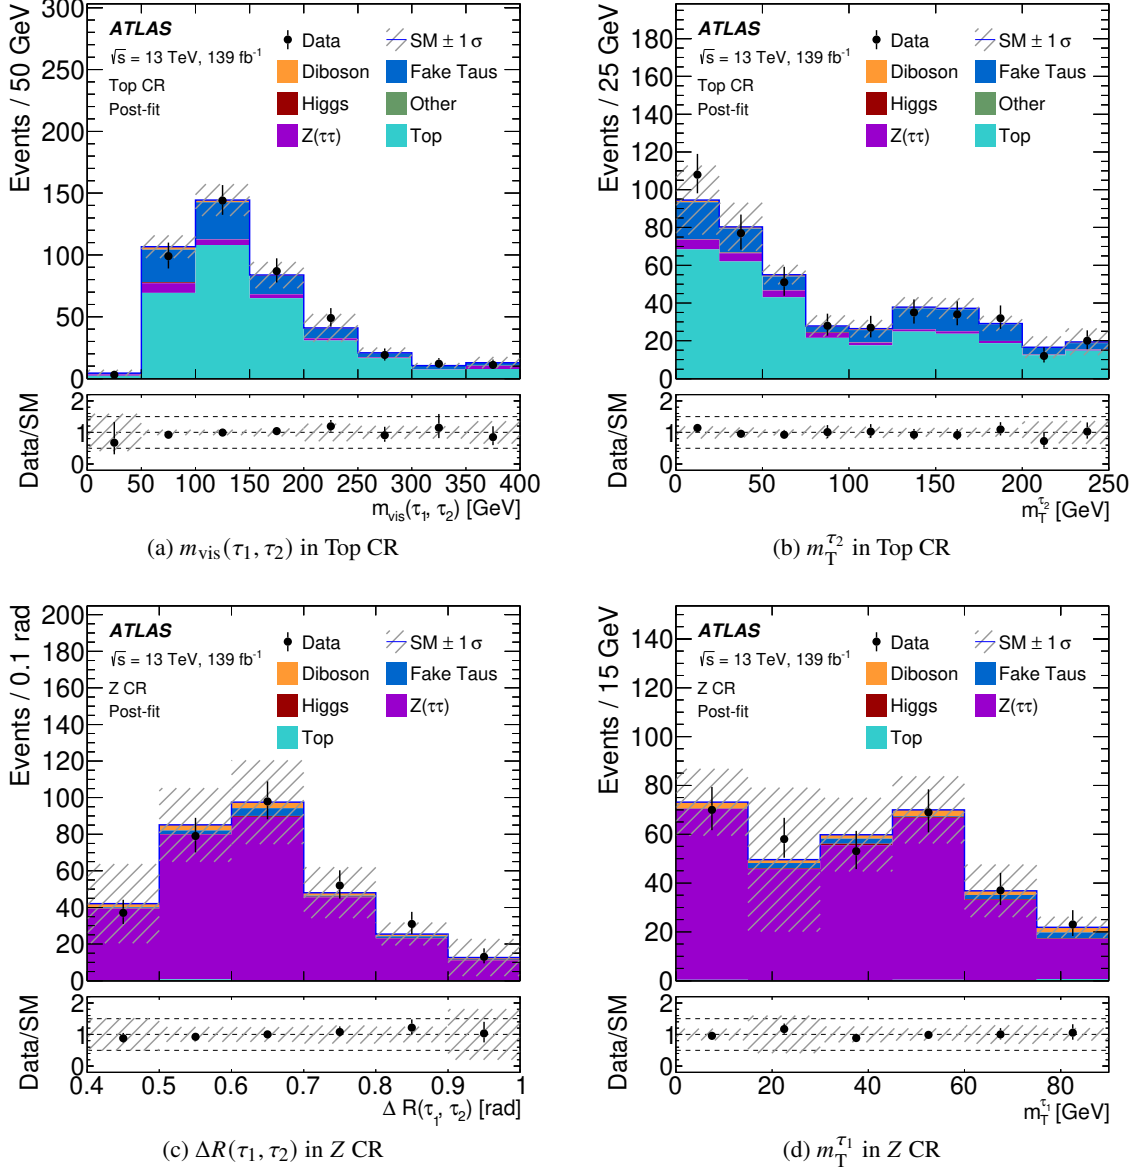 Events / 50 GeV
300
250
200
150
100
50
0
ATLAS
√s = 13 TeV, 139 fb⁻¹
Top CR
Post-fit
Data
SM ± 1 σ
Diboson
Fake Taus
Higgs
Other
Z(ττ)
Top
Data/SM
2
1
0
0 50 100 150 200 250 300 350 400
m_vis(τ₁, τ₂) [GeV]
(a) m_vis(τ₁, τ₂) in Top CR
Events / 25 GeV
180
160
140
120
100
80
60
40
20
0
ATLAS
√s = 13 TeV, 139 fb⁻¹
Top CR
Post-fit
Data
SM ± 1 σ
Diboson
Fake Taus
Higgs
Other
Z(ττ)
Top
Data/SM
2
1
0
0 50 100 150 200 250
m_T^τ₂ [GeV]
(b) m_T^τ₂ in Top CR
Events / 0.1 rad
200
180
160
140
120
100
80
60
40
20
0
ATLAS
√s = 13 TeV, 139 fb⁻¹
Z CR
Post-fit
Data
SM ± 1 σ
Diboson
Fake Taus
Higgs
Z(ττ)
Top
Data/SM
2
1
0
0.4 0.5 0.6 0.7 0.8 0.9 1
Δ R(τ₁, τ₂) [rad]
(c) ΔR(τ₁, τ₂) in Z CR
Events / 15 GeV
140
120
100
80
60
40
20
0
ATLAS
√s = 13 TeV, 139 fb⁻¹
Z CR
Post-fit
Data
SM ± 1 σ
Diboson
Fake Taus
Higgs
Z(ττ)
Top
Data/SM
2
1
0
0 20 40 60 80
m_T^τ₁ [GeV]
(d) m_T^τ₁ in Z CR